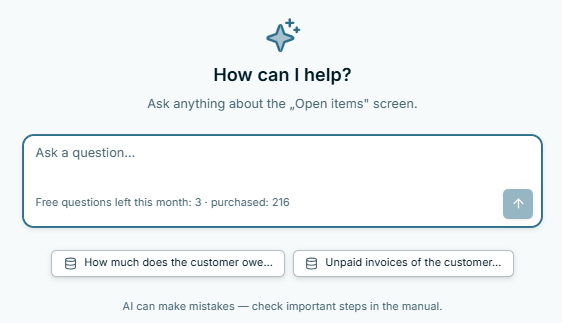 How can I help?
Ask anything about the „Open items" screen.
Ask a question...
Free questions left this month: 3 · purchased: 216
How much does the customer owe...
Unpaid invoices of the customer...
AI can make mistakes — check important steps in the manual.